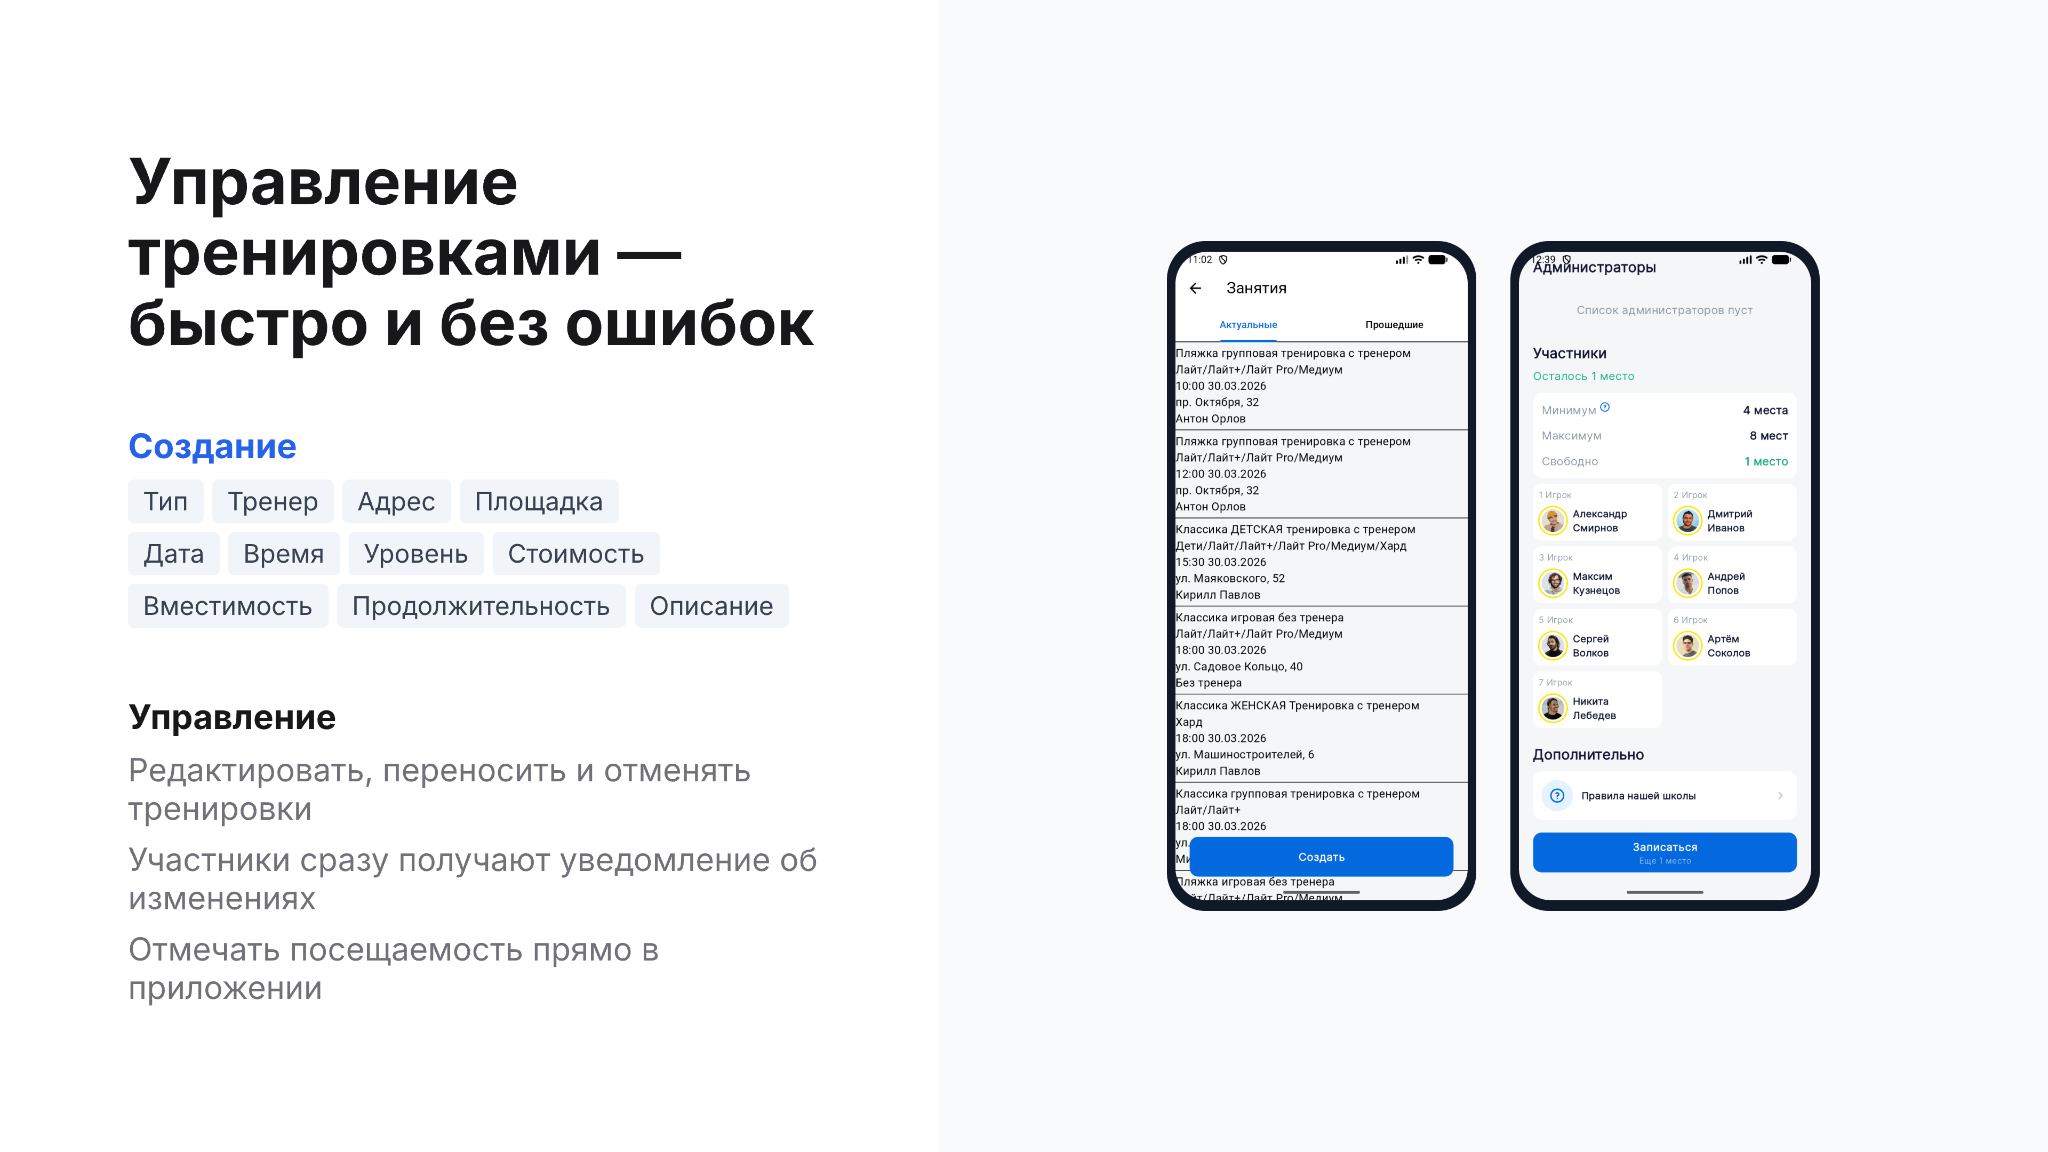 Управление
тренировками —
быстро и без ошибок
Создание
Тип Тренер Адрес Площадка
Дата Время Уровень Стоимость
Вместимость Продолжительность Описание
Управление
Редактировать, переносить и отменять
тренировки
Участники сразу получают уведомление об
изменениях
Отмечать посещаемость прямо в
приложении
11:02
Занятия
Актуальные Прошедшие
Пляжка групповая тренировка с тренером
Лайт/Лайт+/Лайт Pro/Медиум
10:00 30.03.2026
пр. Октября, 32
Антон Орлов
Пляжка групповая тренировка с тренером
Лайт/Лайт+/Лайт Pro/Медиум
12:00 30.03.2026
пр. Октября, 32
Антон Орлов
Классика ДЕТСКАЯ тренировка с тренером
Дети/Лайт/Лайт+/Лайт Pro/Медиум/Хард
15:30 30.03.2026
ул. Маяковского, 52
Кирилл Павлов
Классика игровая без тренера
Лайт/Лайт+/Лайт Pro/Медиум
18:00 30.03.2026
ул. Садовое Кольцо, 40
Без тренера
Классика ЖЕНСКАЯ Тренировка с тренером
Хард
18:00 30.03.2026
ул. Машиностроителей, 6
Кирилл Павлов
Классика групповая тренировка с тренером
Лайт/Лайт+
18:00 30.03.2026
ул.
Создать
Пляжка игровая без тренера
Лайт/Лайт+/Лайт Pro/Медиум
12:39
Администраторы
Список администраторов пуст
Участники
Осталось 1 место
Минимум 4 места
Максимум 8 мест
Свободно 1 место
1 Игрок
Александр
Смирнов
2 Игрок
Дмитрий
Иванов
3 Игрок
Максим
Кузнецов
4 Игрок
Андрей
Попов
5 Игрок
Сергей
Волков
6 Игрок
Артём
Соколов
7 Игрок
Никита
Лебедев
Дополнительно
Правила нашей школы
Записаться
Еще 1 место